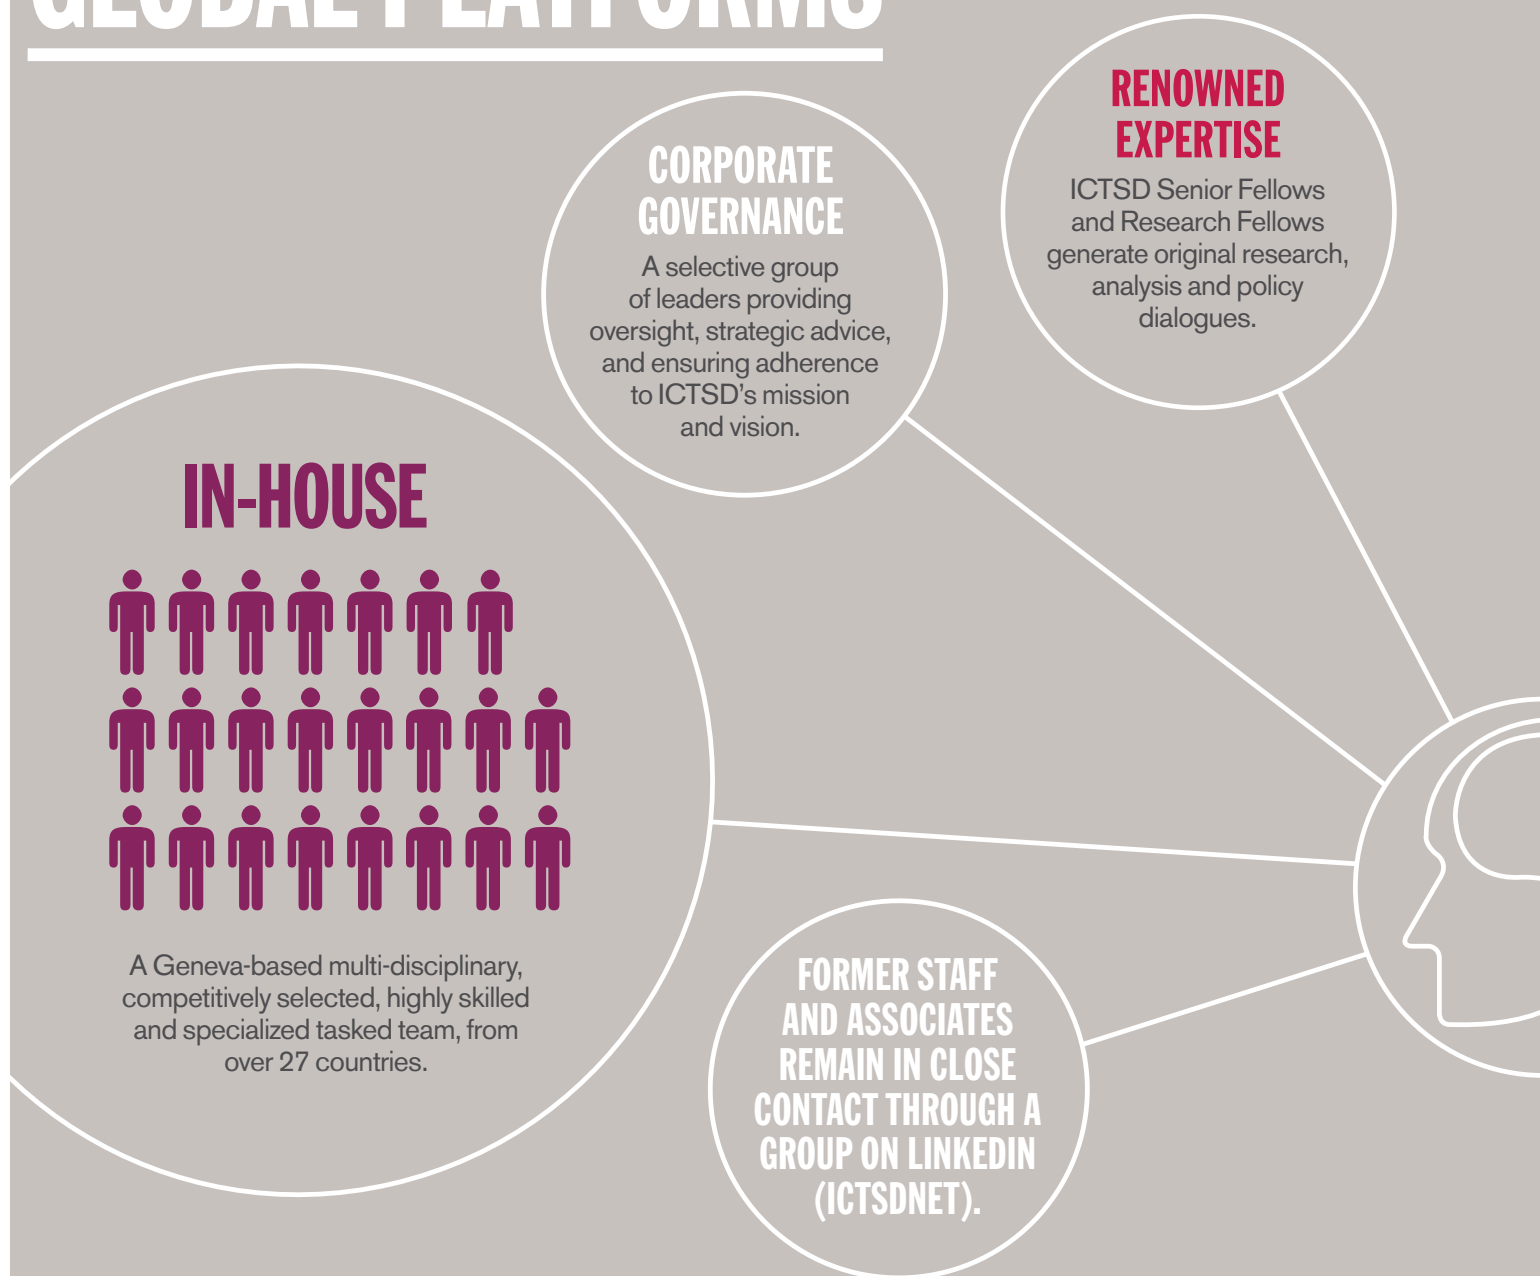 GLOBAL PLATFORMS
RENOWNED
EXPERTISE
ICTSD Senior Fellows
and Research Fellows
generate original research,
analysis and policy
dialogues.
CORPORATE
GOVERNANCE
A selective group
of leaders providing
oversight, strategic advice,
and ensuring adherence
to ICTSD's mission
and vision.
IN-HOUSE
A Geneva-based multi-disciplinary,
competitively selected, highly skilled
and specialized tasked team, from
over 27 countries.
FORMER STAFF
AND ASSOCIATES
REMAIN IN CLOSE
CONTACT THROUGH A
GROUP ON LINKEDIN
(ICTSDNET).